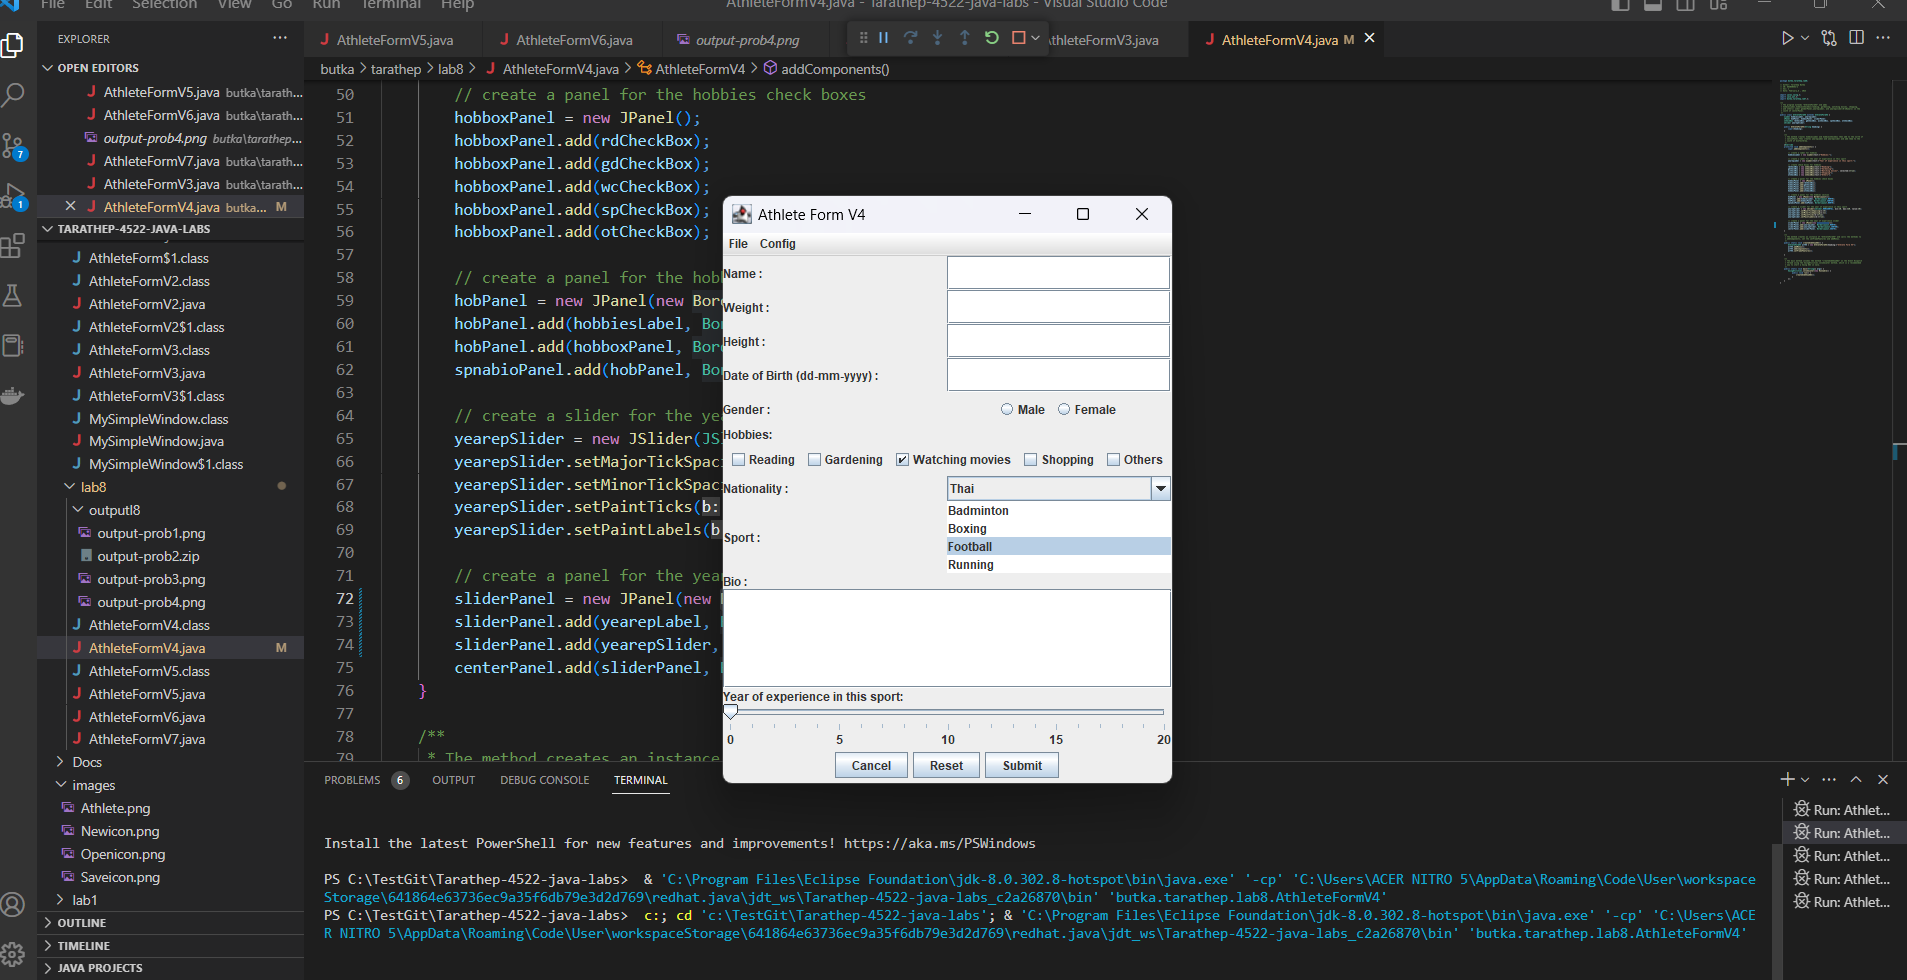 File Edit Selection View Go Run Terminal Help
AthleteFormV4.java - Tarathep-4522-java-labs - Visual Studio Code
EXPLORER
OPEN EDITORS
AthleteFormV5.java butka\tarath...
AthleteFormV6.java butka\tarath...
output-prob4.png butka\tarathep...
AthleteFormV7.java butka\tarath...
AthleteFormV3.java butka\tarath...
AthleteFormV4.java butka... M
TARATHEP-4522-JAVA-LABS
AthleteForm$1.class
AthleteFormV2.class
AthleteFormV2.java
AthleteFormV2$1.class
AthleteFormV3.class
AthleteFormV3.java
AthleteFormV3$1.class
MySimpleWindow.class
MySimpleWindow.java
MySimpleWindow$1.class
lab8
outputl8
output-prob1.png
output-prob2.zip
output-prob3.png
output-prob4.png
AthleteFormV4.class
AthleteFormV4.java M
AthleteFormV5.class
AthleteFormV5.java
AthleteFormV6.java
AthleteFormV7.java
Docs
images
Athlete.png
Newicon.png
Openicon.png
Saveicon.png
lab1
OUTLINE
TIMELINE
JAVA PROJECTS
7
1
AthleteFormV5.java AthleteFormV6.java output-prob4.png thleteFormV3.java AthleteFormV4.java M
butka > tarathep > lab8 > AthleteFormV4.java > AthleteFormV4 > addComponents()
50 // create a panel for the hobbies check boxes
51 hobboxPanel = new JPanel();
52 hobboxPanel.add(rdCheckBox);
53 hobboxPanel.add(gdCheckBox);
54 hobboxPanel.add(wcCheckBox);
55 hobboxPanel.add(spCheckBox);
56 hobboxPanel.add(otCheckBox);
57
58 // create a panel for the hob
59 hobPanel = new JPanel(new Bor
60 hobPanel.add(hobbiesLabel, Bo
61 hobPanel.add(hobboxPanel, Bor
62 spnabioPanel.add(hobPanel, Bo
63
64 // create a slider for the ye
65 yearepSlider = new JSlider(JS
66 yearepSlider.setMajorTickSpac
67 yearepSlider.setMinorTickSpac
68 yearepSlider.setPaintTicks(b:
69 yearepSlider.setPaintLabels(b
70
71 // create a panel for the yea
72 sliderPanel = new JPanel(new
73 sliderPanel.add(yearepLabel,
74 sliderPanel.add(yearepSlider,
75 centerPanel.add(sliderPanel,
76 }
77
78 /**
79 * The method creates an instance
Athlete Form V4
File Config
Name :
Weight :
Height :
Date of Birth (dd-mm-yyyy) :
Gender : Male Female
Hobbies:
Reading Gardening Watching movies Shopping Others
Nationality : Thai
Sport :
Badminton
Boxing
Football
Running
Bio :
Year of experience in this sport:
0 5 10 15 20
Cancel Reset Submit
PROBLEMS 6 OUTPUT DEBUG CONSOLE TERMINAL
Install the latest PowerShell for new features and improvements! https://aka.ms/PSWindows
PS C:\TestGit\Tarathep-4522-java-labs> & 'C:\Program Files\Eclipse Foundation\jdk-8.0.302.8-hotspot\bin\java.exe' '-cp' 'C:\Users\ACER NITRO 5\AppData\Roaming\Code\User\workspace
Storage\641864e63736ec9a35f6db79e3d2d769\redhat.java\jdt_ws\Tarathep-4522-java-labs_c2a26870\bin' 'butka.tarathep.lab8.AthleteFormV4'
PS C:\TestGit\Tarathep-4522-java-labs> c:; cd 'c:\TestGit\Tarathep-4522-java-labs'; & 'C:\Program Files\Eclipse Foundation\jdk-8.0.302.8-hotspot\bin\java.exe' '-cp' 'C:\Users\ACE
R NITRO 5\AppData\Roaming\Code\User\workspaceStorage\641864e63736ec9a35f6db79e3d2d769\redhat.java\jdt_ws\Tarathep-4522-java-labs_c2a26870\bin' 'butka.tarathep.lab8.AthleteFormV4'
Run: Athlet...
Run: Athlet...
Run: Athlet...
Run: Athlet...
Run: Athlet...